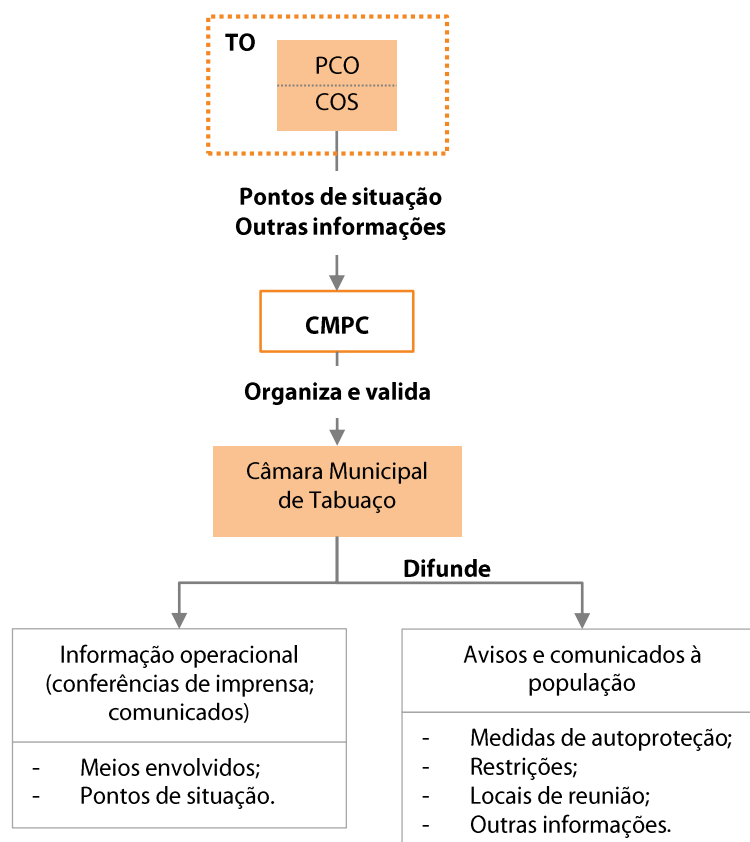 TO
PCO
COS
Pontos de situação
Outras informações
CMPC
Organiza e valida
Câmara Municipal
de Tabuaço
Difunde
Informação operacional
(conferências de imprensa;
comunicados)
- Meios envolvidos;
- Pontos de situação.
Avisos e comunicados à
população
- Medidas de autoproteção;
- Restrições;
- Locais de reunião;
- Outras informações.